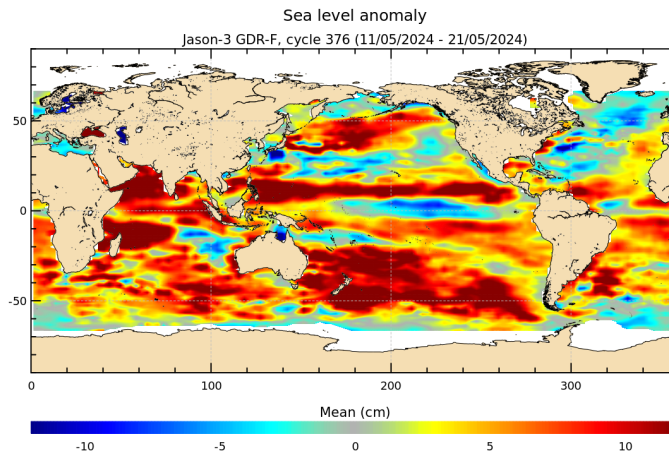 Sea level anomaly
Jason-3 GDR-F, cycle 376 (11/05/2024 - 21/05/2024)
50
0
-50
0 100 200 300
Mean (cm)
-10 -5 0 5 10